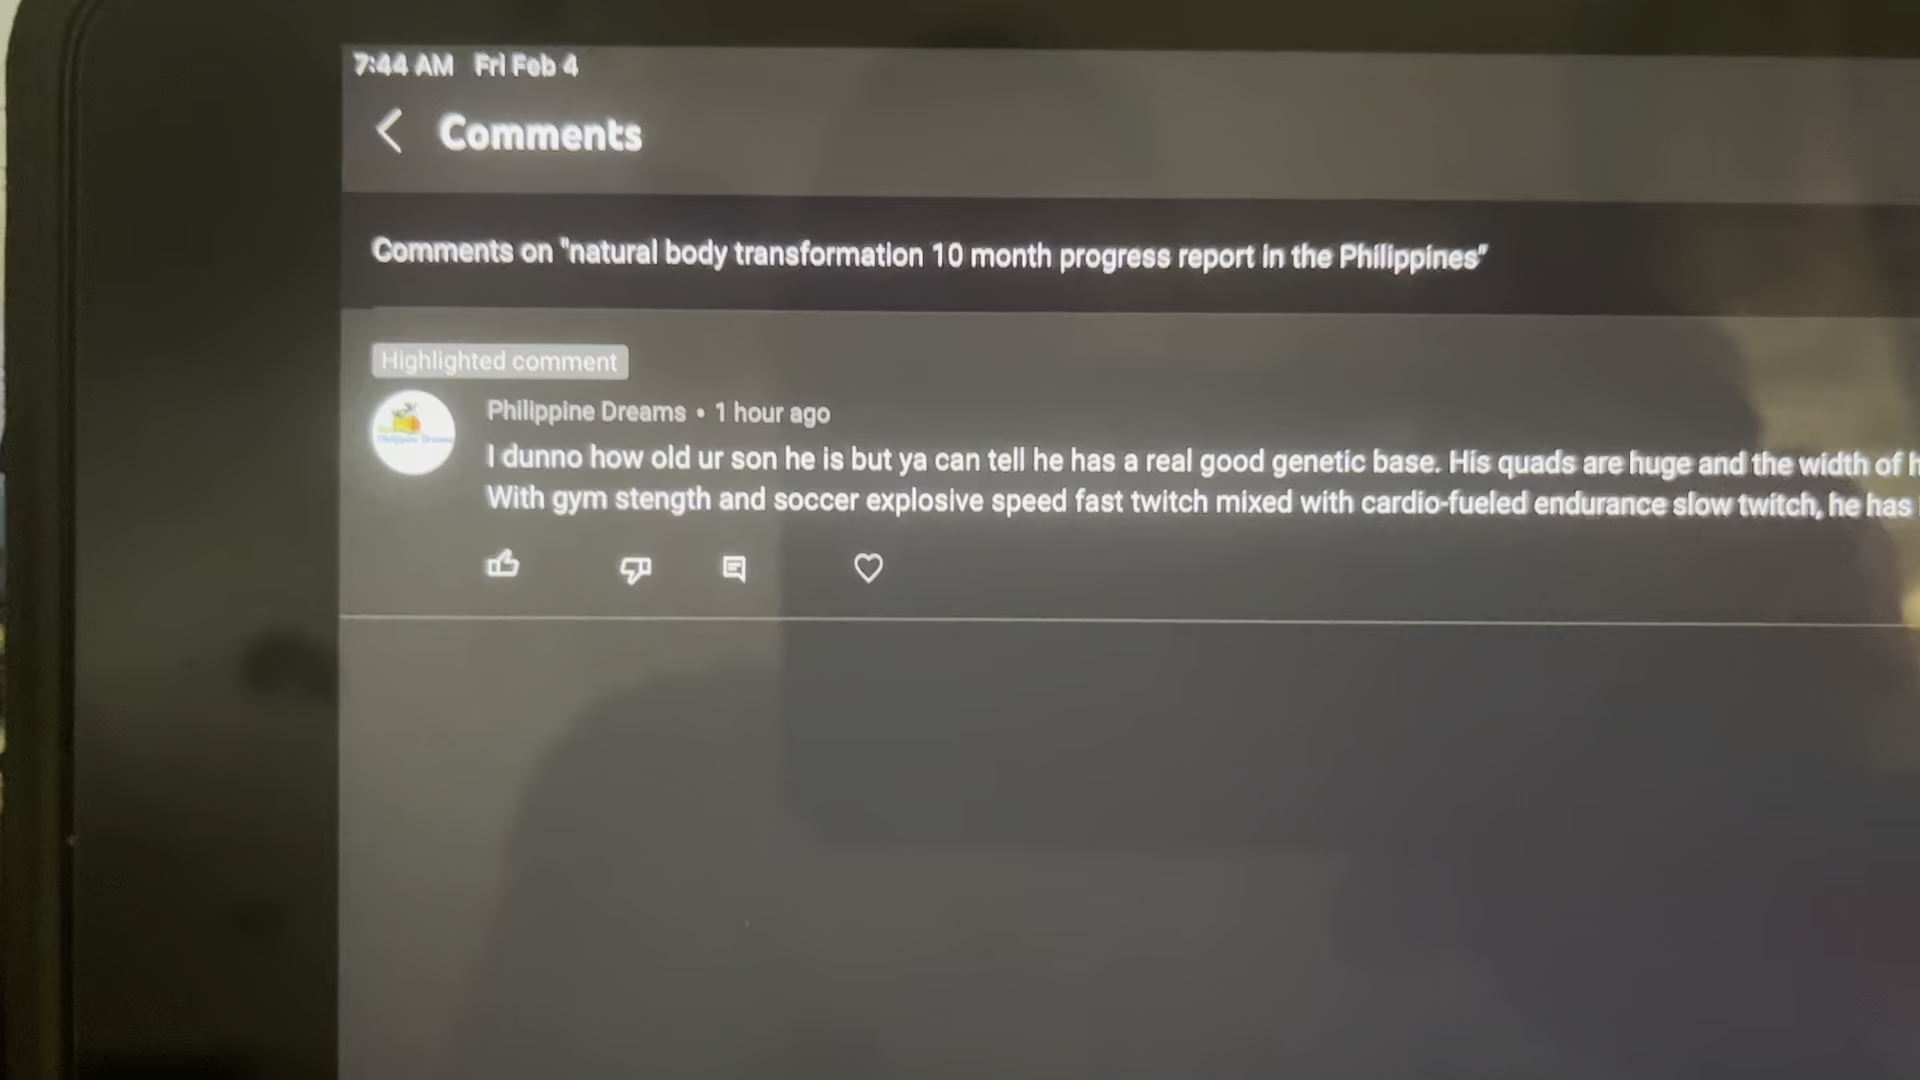 7:44 AM Fri Feb 4
Comments
Comments on "natural body transformation 10 month progress report in the Philippines"
Highlighted comment
Philippine Dreams • 1 hour ago
I dunno how old ur son he is but ya can tell he has a real good genetic base. His quads are huge and the width of
With gym stength and soccer explosive speed fast twitch mixed with cardio-fueled endurance slow twitch, he has